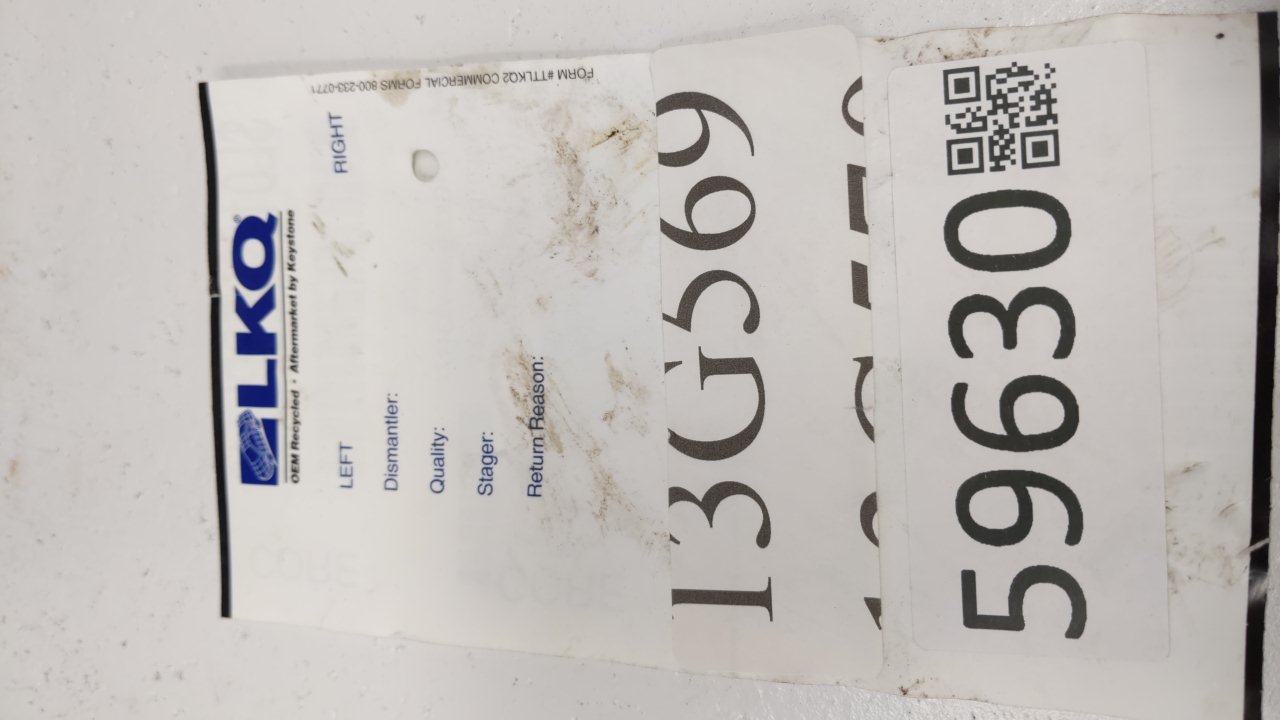 FORM #TTLKQ2 COMMERCIAL FORMS 800-233-0771
LKQ®
OEM Recycled • Aftermarket by Keystone
LEFT RIGHT
Dismantler:
Quality:
Stager:
Return Reason:
13G569
59630